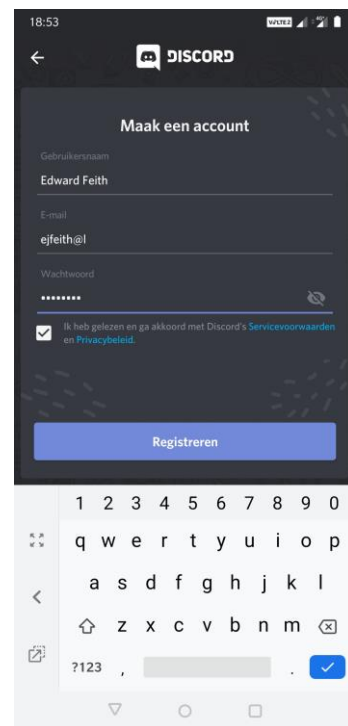 18:53
VoLTE2
DISCORD
Maak een account
Gebruikersnaam
Edward Feith
E-mail
ejfeith@l
Wachtwoord
••••••••
Ik heb gelezen en ga akkoord met Discord's Servicevoorwaarden
en Privacybeleid.
Registreren
1 2 3 4 5 6 7 8 9 0
q w e r t y u i o p
a s d f g h j k l
z x c v b n m
?123 , .